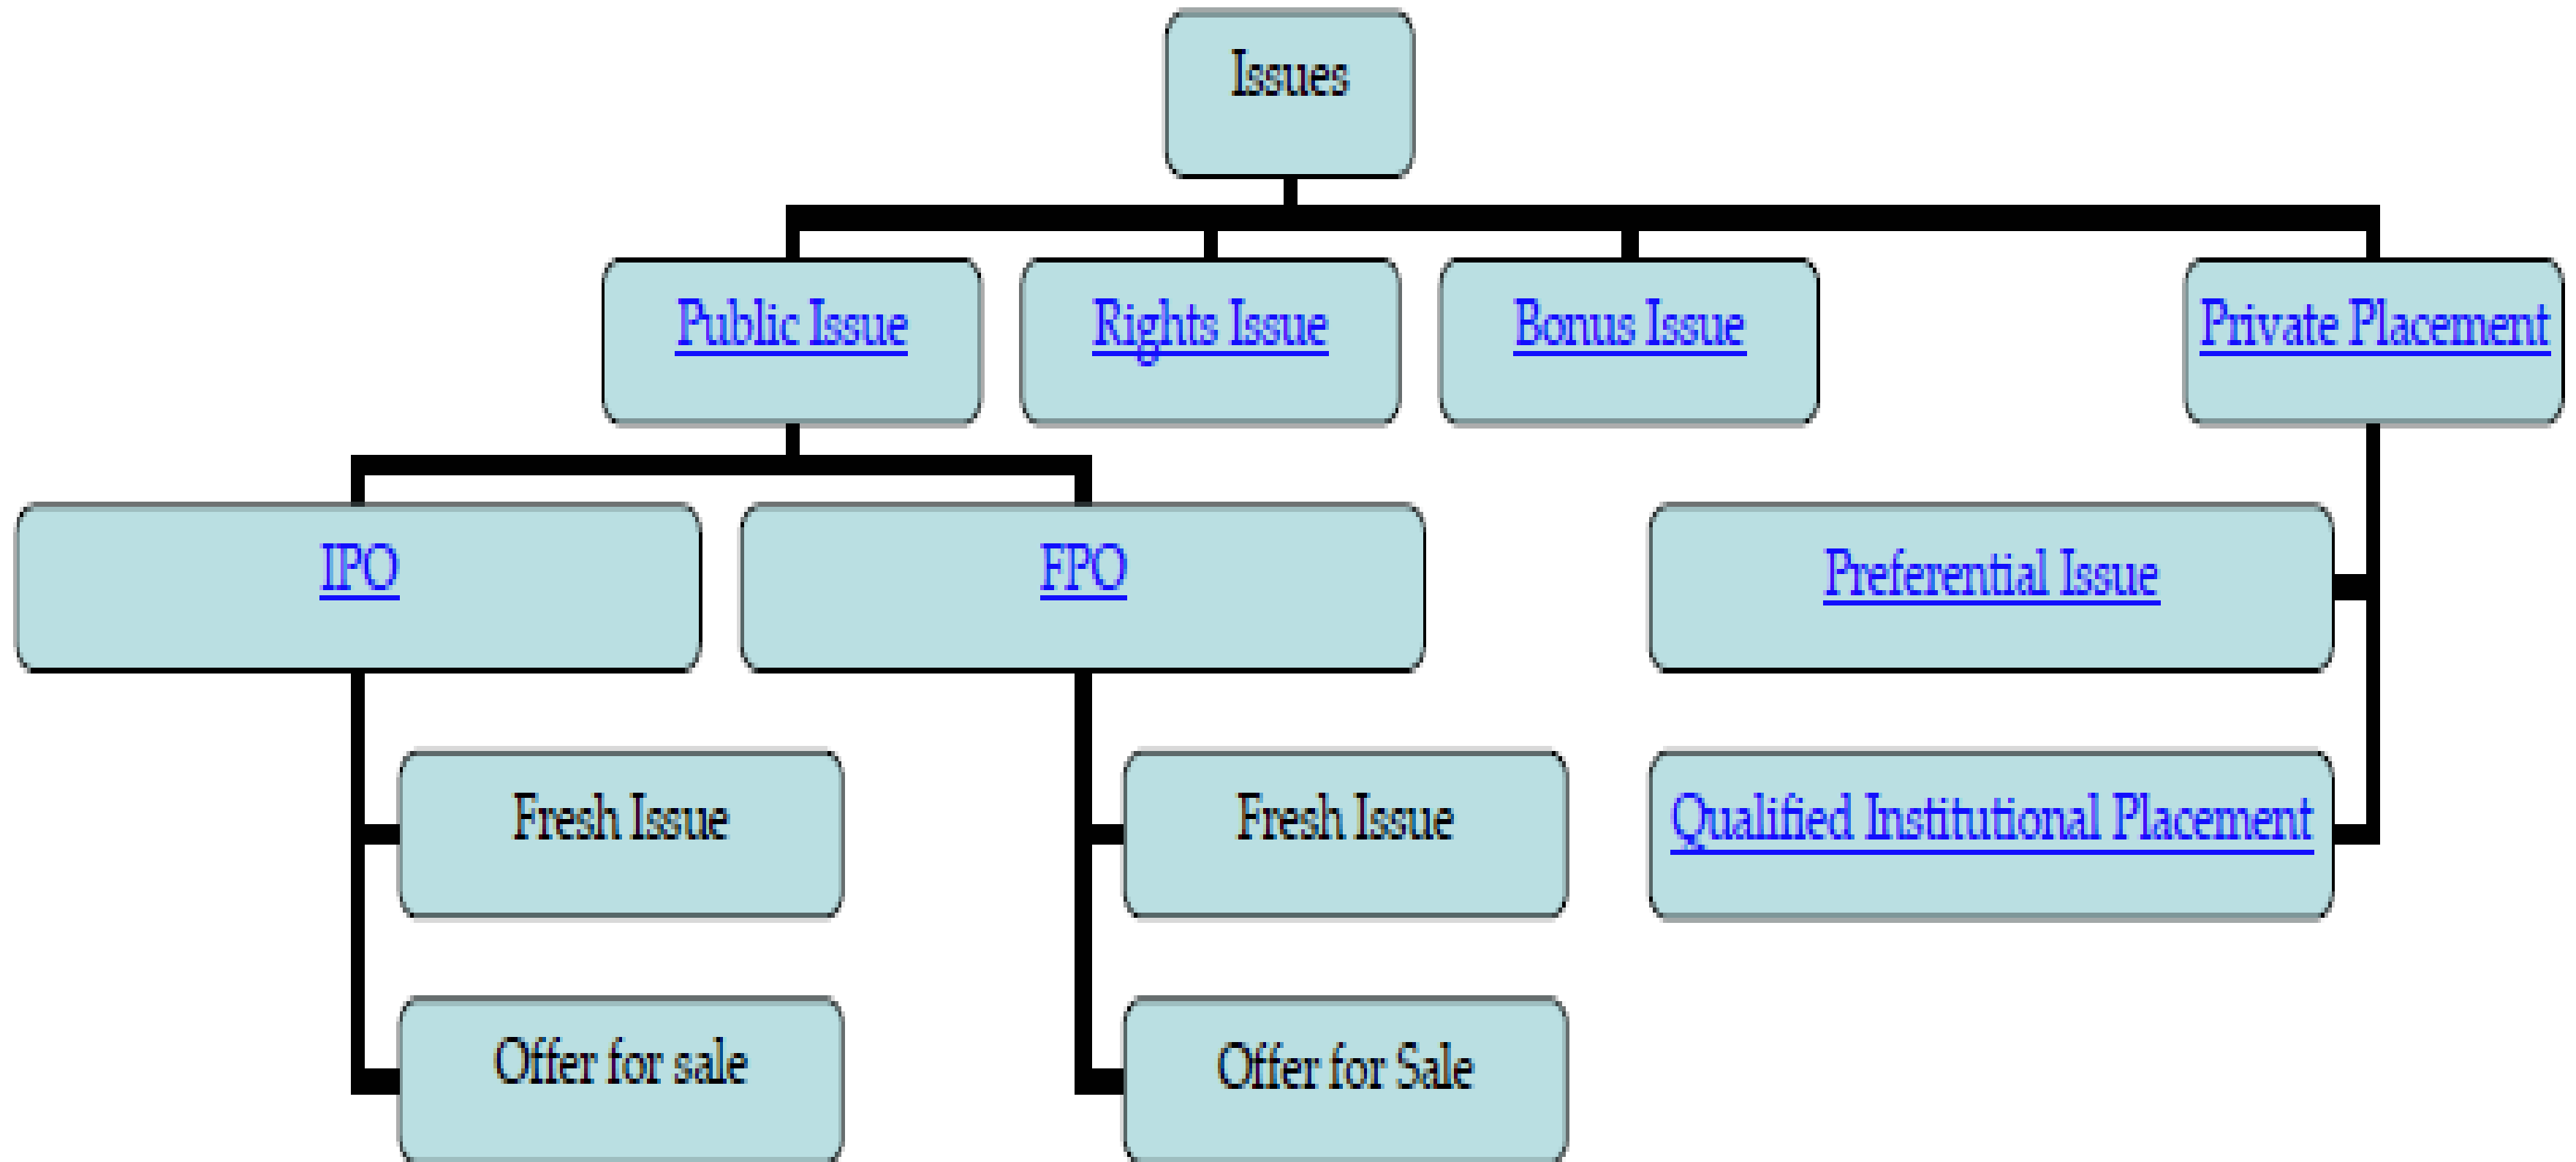 Issues
Public Issue
Rights Issue
Bonus Issue
Private Placement
IPO
FPO
Preferential Issue
Fresh Issue
Fresh Issue
Qualified Institutional Placement
Offer for sale
Offer for Sale